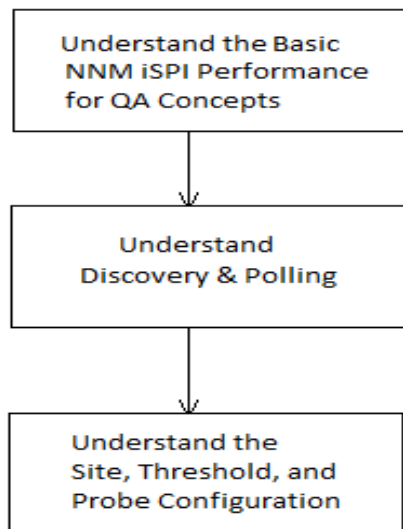 Understand the Basic
NNM iSPI Performance
for QA Concepts
Understand
Discovery & Polling
Understand the
Site, Threshold, and
Probe Configuration